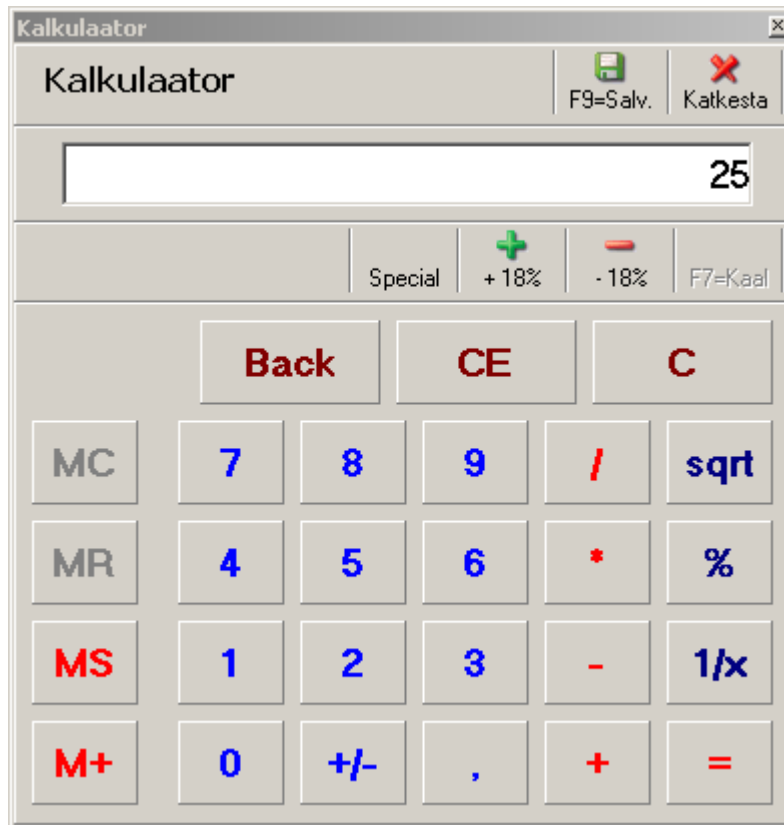 Kalkulaator
Kalkulaator
F9=Salv. Katkesta
25
Special +18% -18% F7=Kaal
Back CE C
MC 7 8 9 / sqrt
MR 4 5 6 * %
MS 1 2 3 - 1/x
M+ 0 +/- , + =